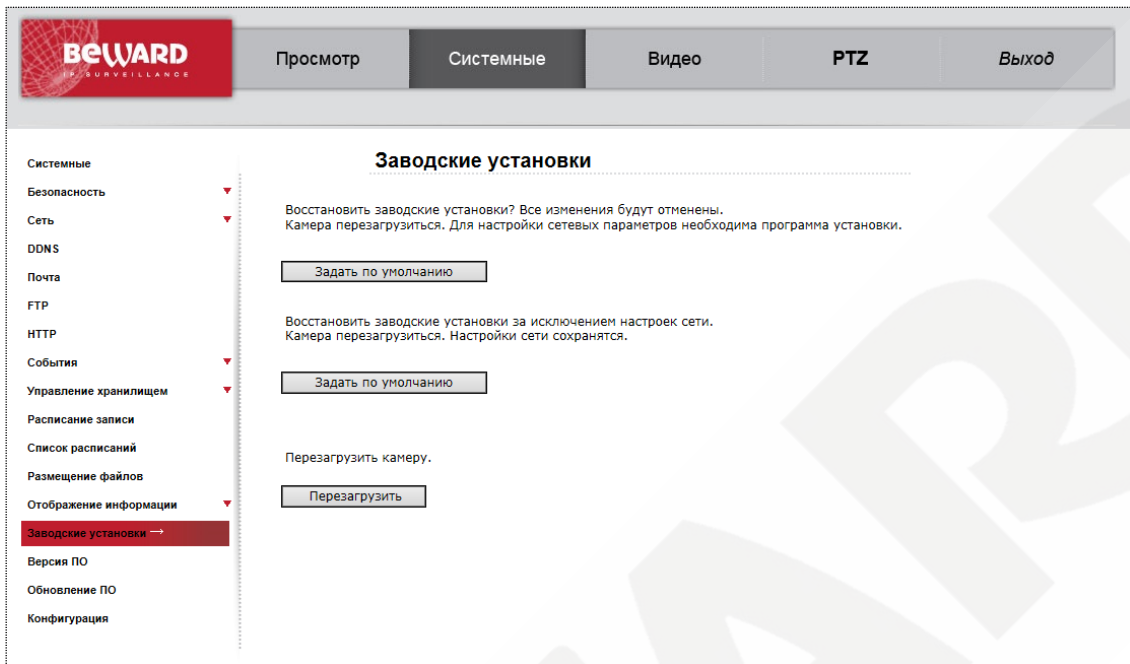 BEWARD
IP SURVEILLANCE
Просмотр
Системные
Видео
PTZ
Выход
Системные
Безопасность
Сеть
DDNS
Почта
FTP
HTTP
События
Управление хранилищем
Расписание записи
Список расписаний
Размещение файлов
Отображение информации
Заводские установки →
Версия ПО
Обновление ПО
Конфигурация
Заводские установки
Восстановить заводские установки? Все изменения будут отменены.
Камера перезагрузиться. Для настройки сетевых параметров необходима программа установки.
Задать по умолчанию
Восстановить заводские установки за исключением настроек сети.
Камера перезагрузиться. Настройки сети сохранятся.
Задать по умолчанию
Перезагрузить камеру.
Перезагрузить